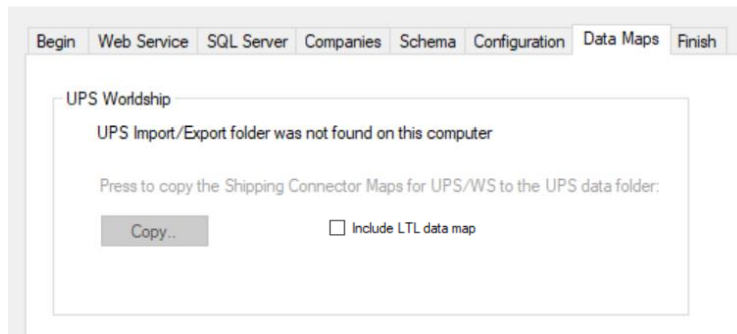 Begin Web Service SQL Server Companies Schema Configuration Data Maps Finish
UPS Worldship
UPS Import/Export folder was not found on this computer
Press to copy the Shipping Connector Maps for UPS/WS to the UPS data folder:
Copy.. Include LTL data map